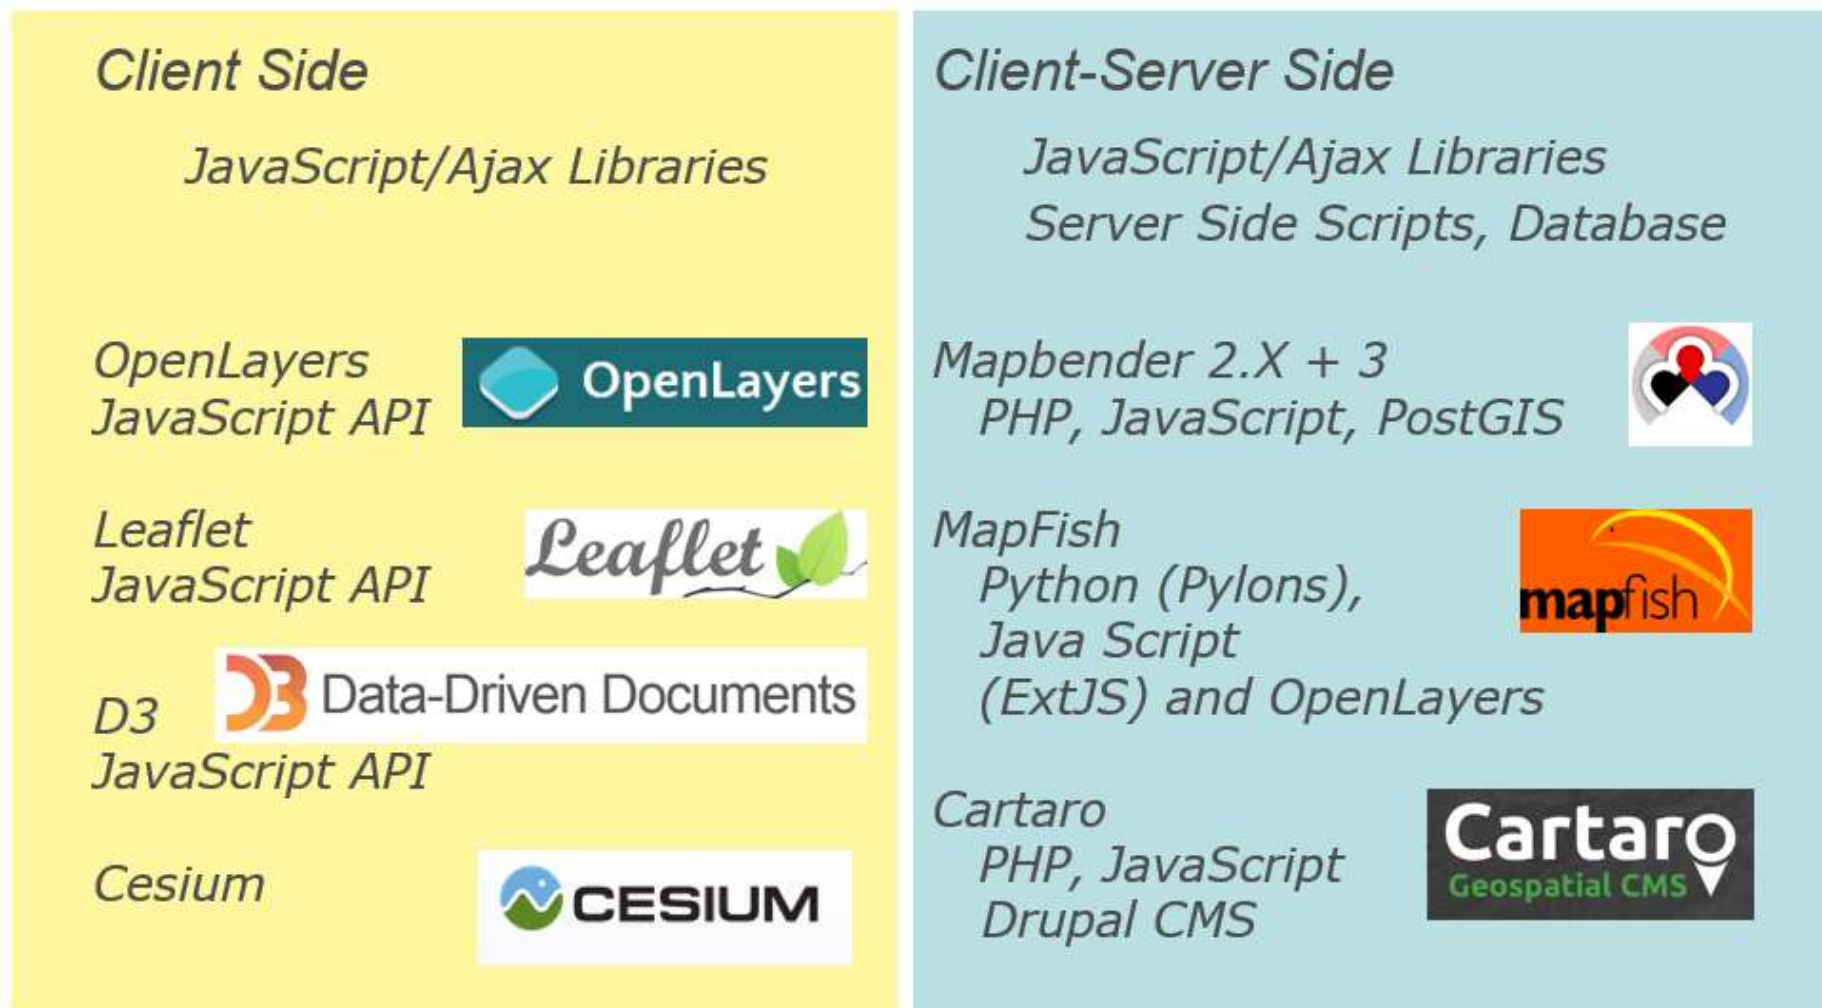 Client Side
JavaScript/Ajax Libraries
OpenLayers
JavaScript API
OpenLayers
Leaflet
JavaScript API
Leaflet
D3
JavaScript API
D3 Data-Driven Documents
Cesium
CESIUM
Client-Server Side
JavaScript/Ajax Libraries
Server Side Scripts, Database
Mapbender 2.X + 3
PHP, JavaScript, PostGIS
MapFish
Python (Pylons),
Java Script
(ExtJS) and OpenLayers
mapfish
Cartaro
PHP, JavaScript
Drupal CMS
Cartaro
Geospatial CMS